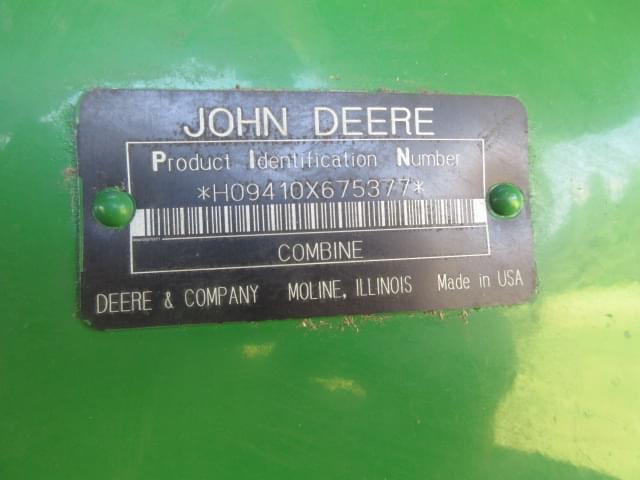 JOHN DEERE
Product Identification Number
*H09410X675377*
COMBINE
DEERE & COMPANY MOLINE, ILLINOIS Made in USA